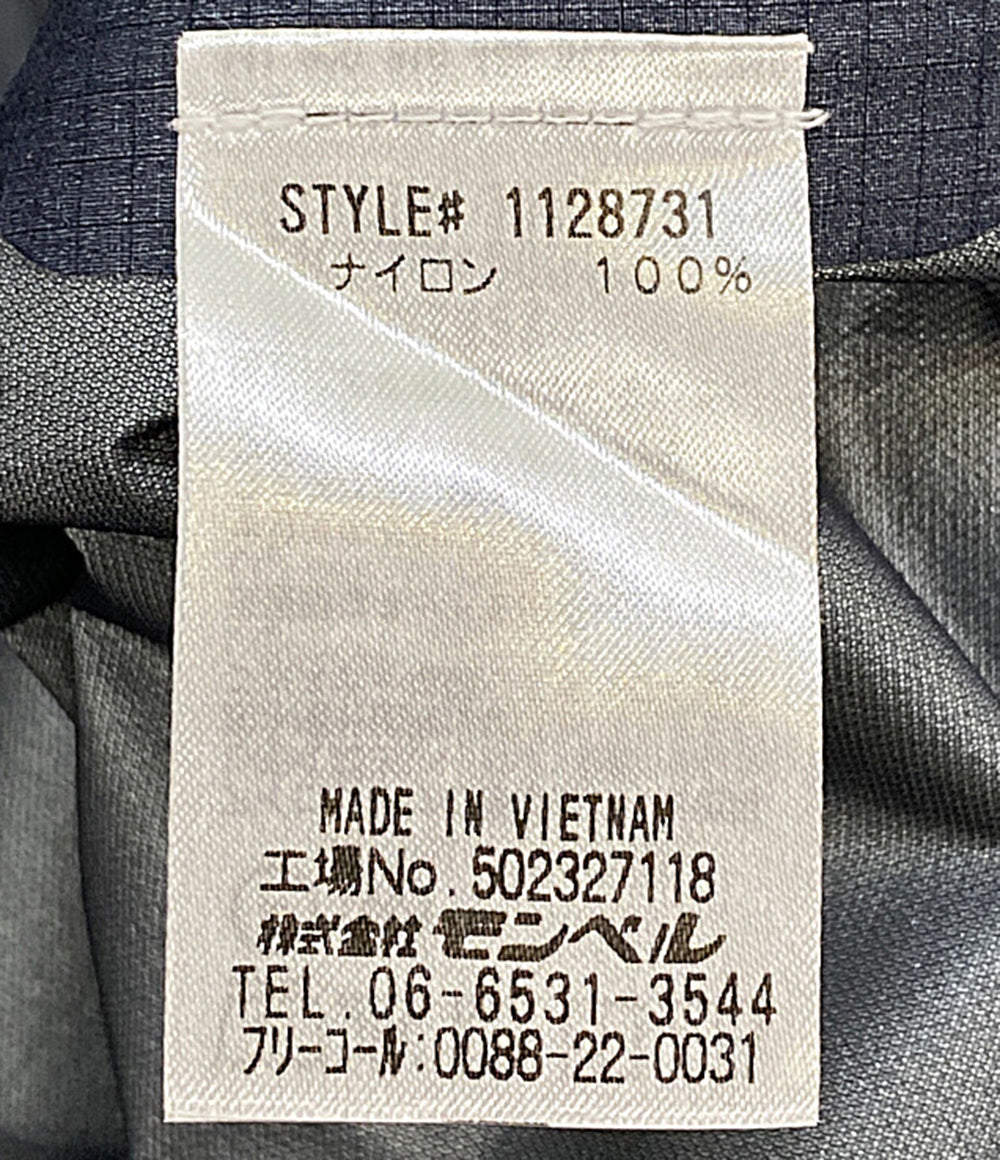 STYLE# 1128731
ナイロン 100%
MADE IN VIETNAM
工場No.502327118
株式会社モンベル
TEL.06-6531-3544
フリーコール:0088-22-0031